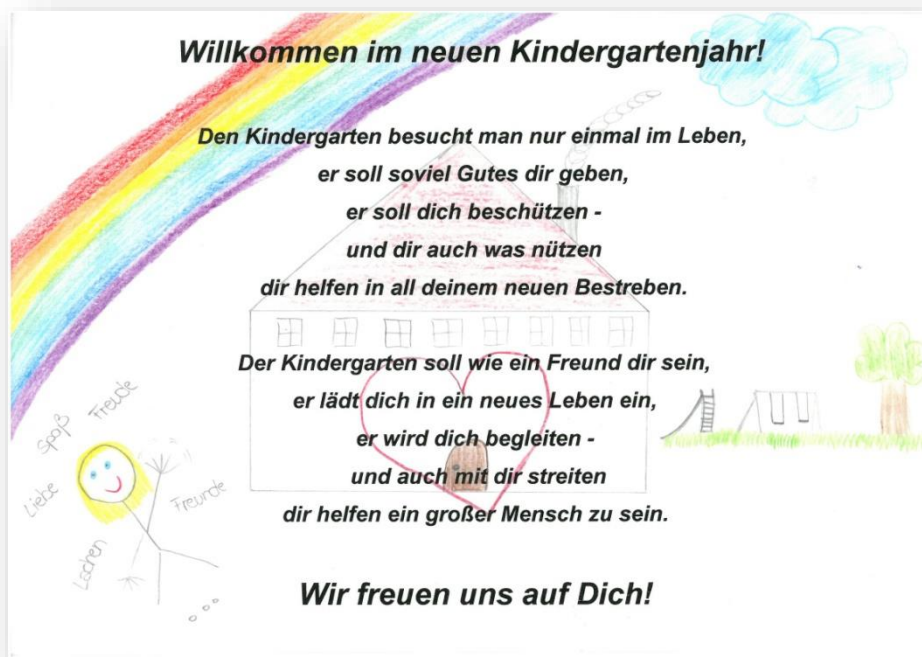 Willkommen im neuen Kindergartenjahr!
Den Kindergarten besucht man nur einmal im Leben,
er soll soviel Gutes dir geben,
er soll dich beschützen -
und dir auch was nützen
dir helfen in all deinem neuen Bestreben.
Der Kindergarten soll wie ein Freund dir sein,
er lädt dich in ein neues Leben ein,
er wird dich begleiten -
und auch mit dir streiten
dir helfen ein großer Mensch zu sein.
Freude
Spaß
Liebe
Freunde
Lachen
Wir freuen uns auf Dich!